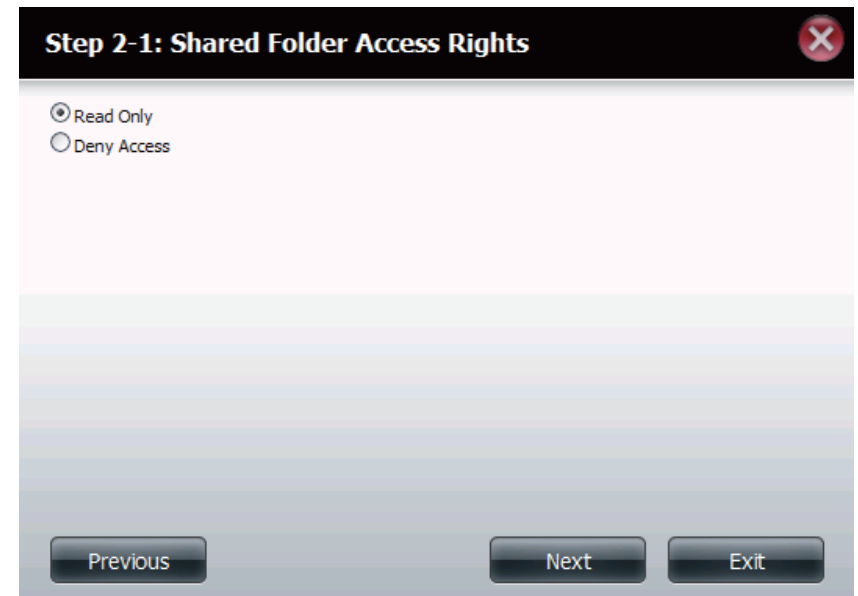 Step 2-1: Shared Folder Access Rights
Read Only
Deny Access
Previous Next Exit